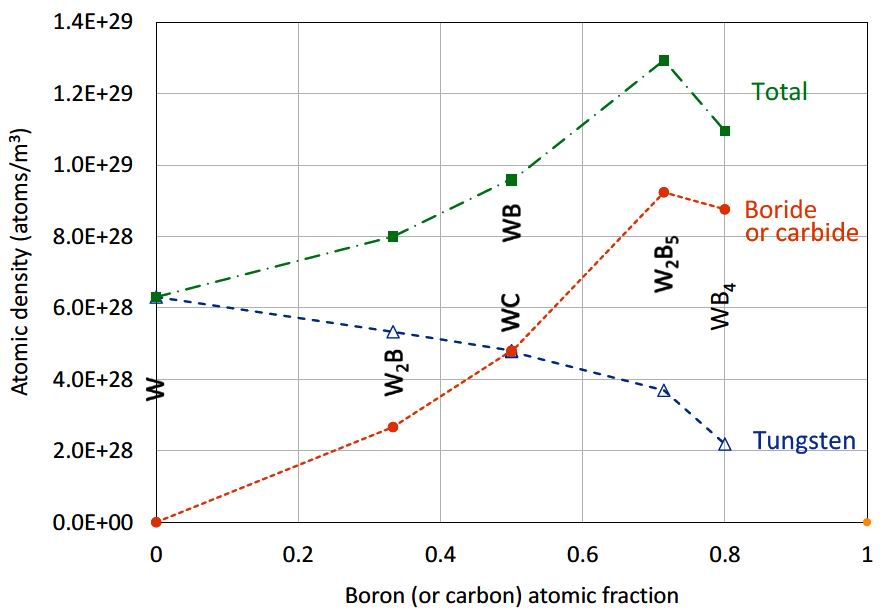 1.4E+29
1.2E+29
1.0E+29
8.0E+28
6.0E+28
4.0E+28
2.0E+28
0.0E+00
Atomic density (atoms/m³)
Total
Boride
or carbide
Tungsten
W
W₂B
WB
WC
W₂B₅
WB₄
0 0.2 0.4 0.6 0.8 1
Boron (or carbon) atomic fraction